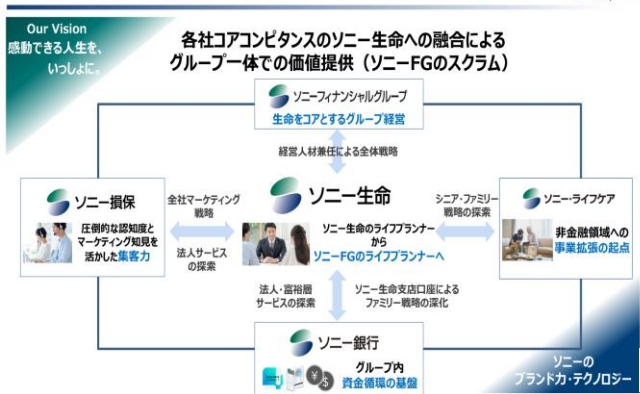 Our Vision
感動できる人生を、
いっしょに。
各社コアコンピタンスのソニー生命への融合による
グループ一体での価値提供（ソニーFGのスクラム）
ソニーフィナンシャルグループ
生命をコアとするグループ経営
経営人材兼任による全体戦略
ソニー損保
圧倒的な認知度と
マーケティング知見を
活かした集客力
全社マーケティング
戦略
法人サービス
の探索
ソニー生命
ソニー生命のライフプランナー
から
ソニーFGのライフプランナーへ
シニア・ファミリー
戦略の探索
ソニー・ライフケア
非金融領域への
事業拡張の起点
法人・富裕層
サービスの探索
ソニー生命支店口座による
ファミリー戦略の深化
ソニー銀行
グループ内
資金循環の基盤
¥
$
ソニーの
ブランド力・テクノロジー